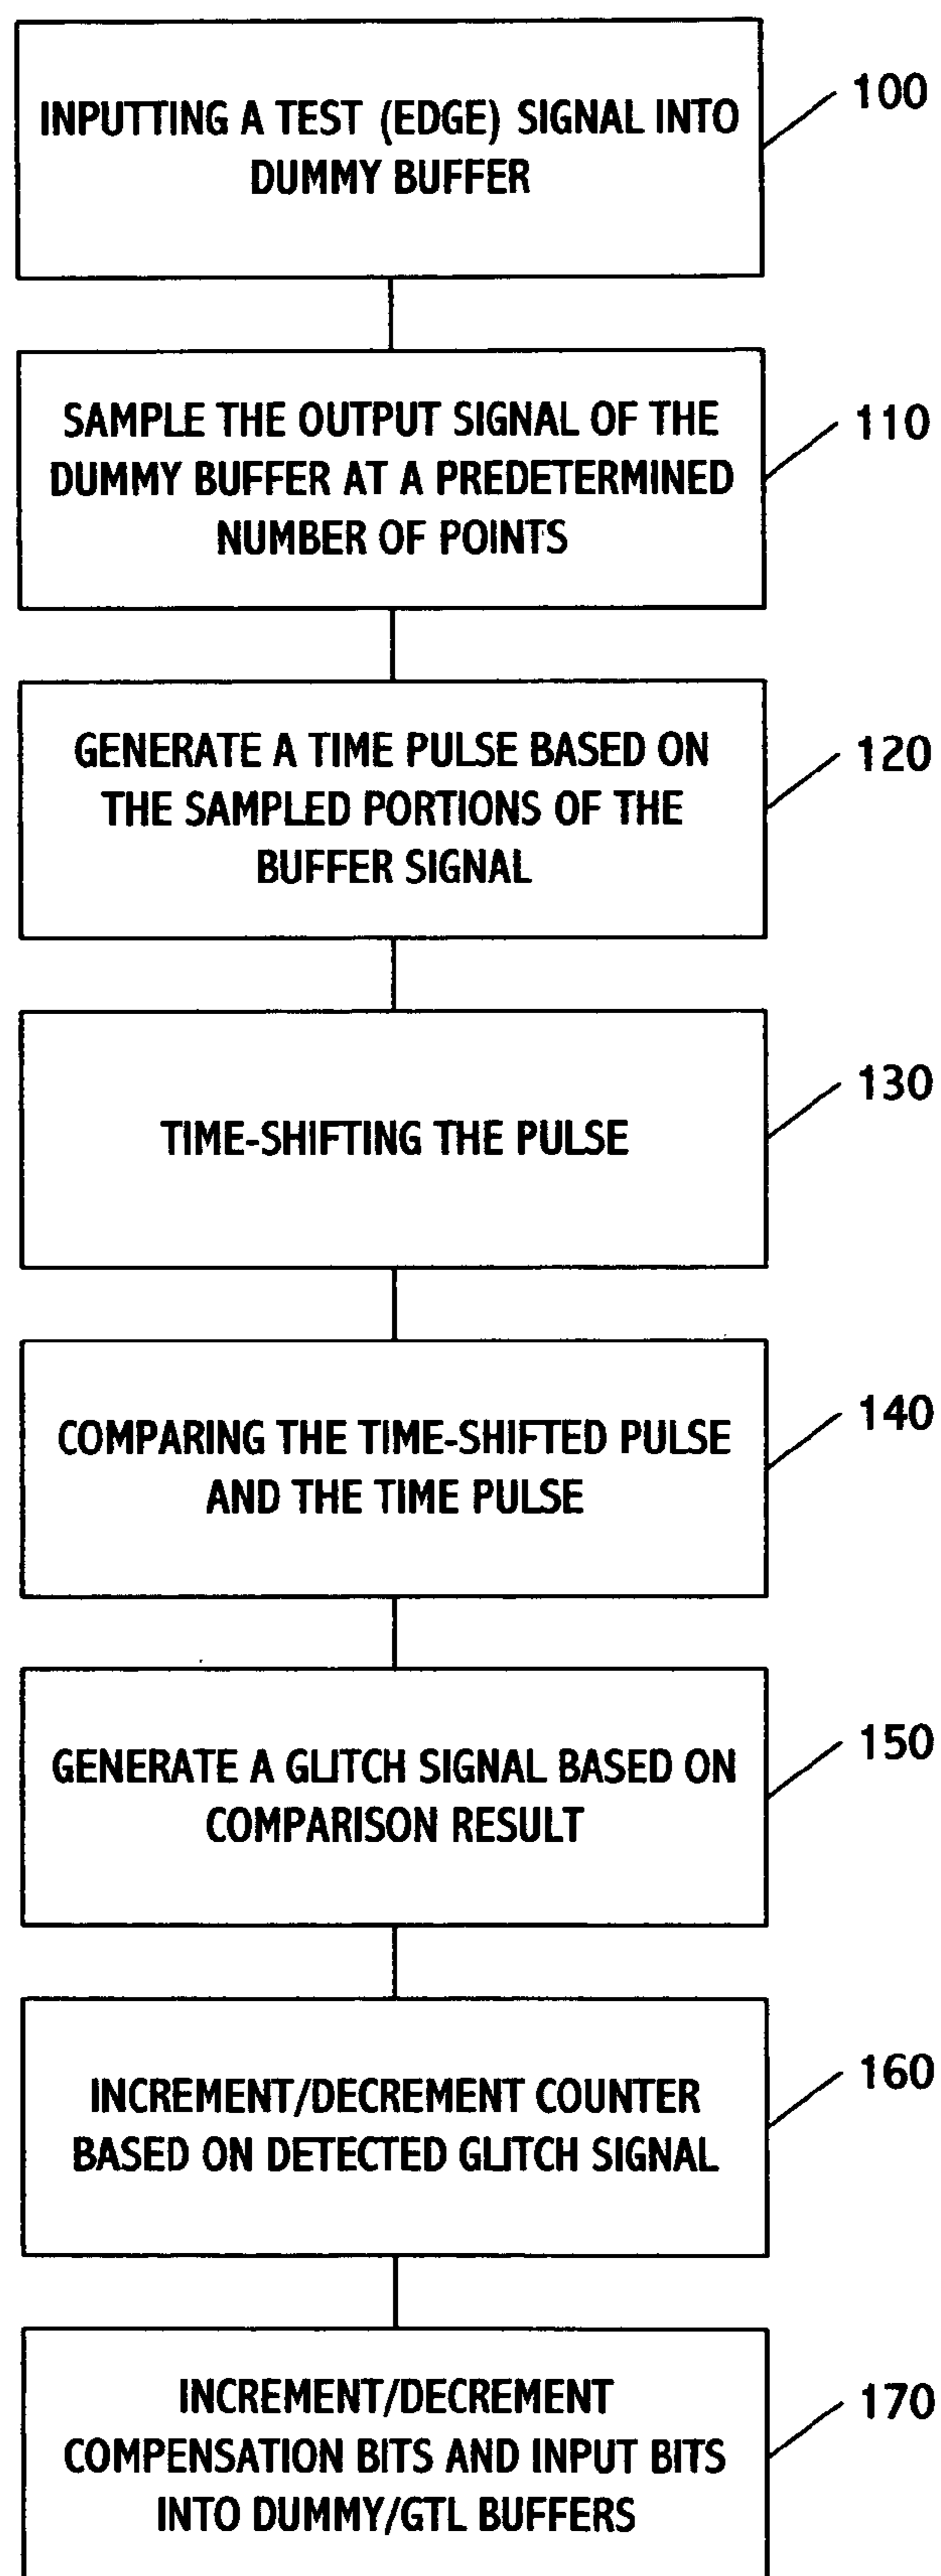 INPUTTING A TEST (EDGE) SIGNAL INTO
DUMMY BUFFER
100
SAMPLE THE OUTPUT SIGNAL OF THE
DUMMY BUFFER AT A PREDETERMINED
NUMBER OF POINTS
110
GENERATE A TIME PULSE BASED ON
THE SAMPLED PORTIONS OF THE
BUFFER SIGNAL
120
TIME-SHIFTING THE PULSE
130
COMPARING THE TIME-SHIFTED PULSE
AND THE TIME PULSE
140
GENERATE A GLITCH SIGNAL BASED ON
COMPARISON RESULT
150
INCREMENT/DECREMENT COUNTER
BASED ON DETECTED GLITCH SIGNAL
160
INCREMENT/DECREMENT
COMPENSATION BITS AND INPUT BITS
INTO DUMMY/GTL BUFFERS
170